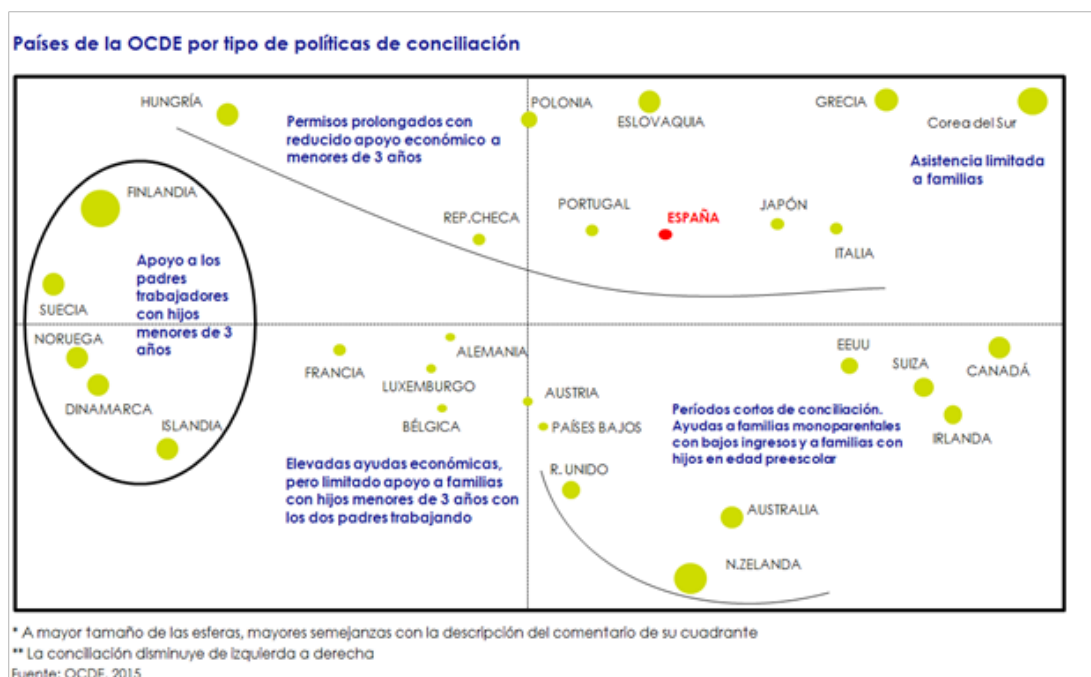 Países de la OCDE por tipo de políticas de conciliación
HUNGRÍA
Permisos prolongados con
reducido apoyo económico a
menores de 3 años
POLONIA
ESLOVAQUIA
GRECIA
Corea del Sur
Asistencia limitada
a familias
FINLANDIA
REP.CHECA
PORTUGAL
ESPAÑA
JAPÓN
ITALIA
Apoyo a los
padres
trabajadores
con hijos
menores de 3
años
SUECIA
NORUEGA
DINAMARCA
ISLANDIA
FRANCIA
ALEMANIA
LUXEMBURGO
BÉLGICA
AUSTRIA
PAÍSES BAJOS
EEUU
SUIZA
CANADÁ
IRLANDA
Períodos cortos de conciliación.
Ayudas a familias monoparentales
con bajos ingresos y a familias con
hijos en edad preescolar
Elevadas ayudas económicas,
pero limitado apoyo a familias
con hijos menores de 3 años con
los dos padres trabajando
R. UNIDO
AUSTRALIA
N.ZELANDA
* A mayor tamaño de las esferas, mayores semejanzas con la descripción del comentario de su cuadrante
** La conciliación disminuye de izquierda a derecha
Fuente: OCDE, 2015